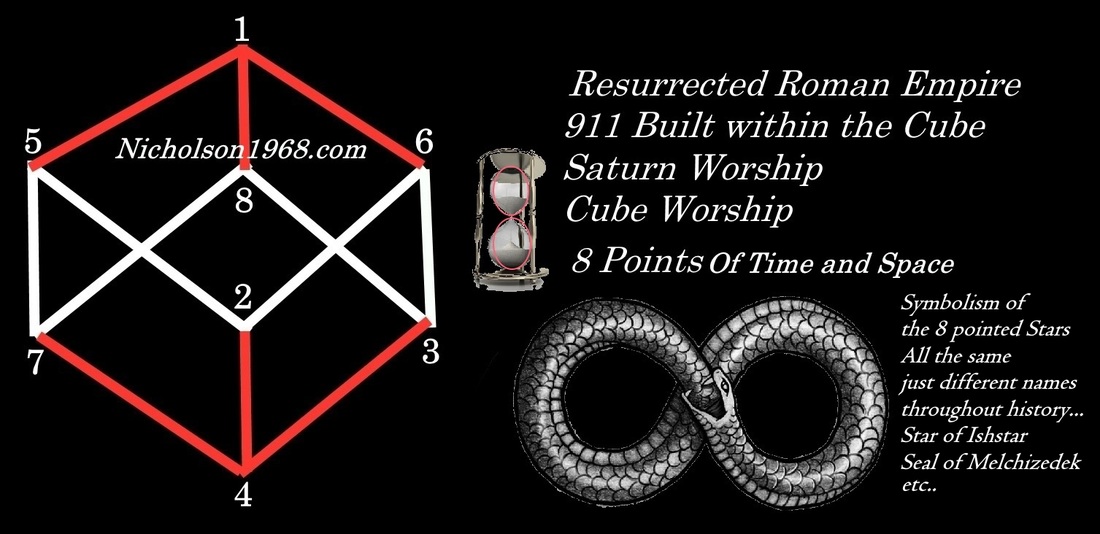 1
5
Nicholson1968.com
6
8
2
7
3
4
Resurrected Roman Empire
911 Built within the Cube
Saturn Worship
Cube Worship
8 Points Of Time and Space
Symbolism of
the 8 pointed Stars
All the same
just different names
throughout history...
Star of Ishstar
Seal of Melchizedek
etc..